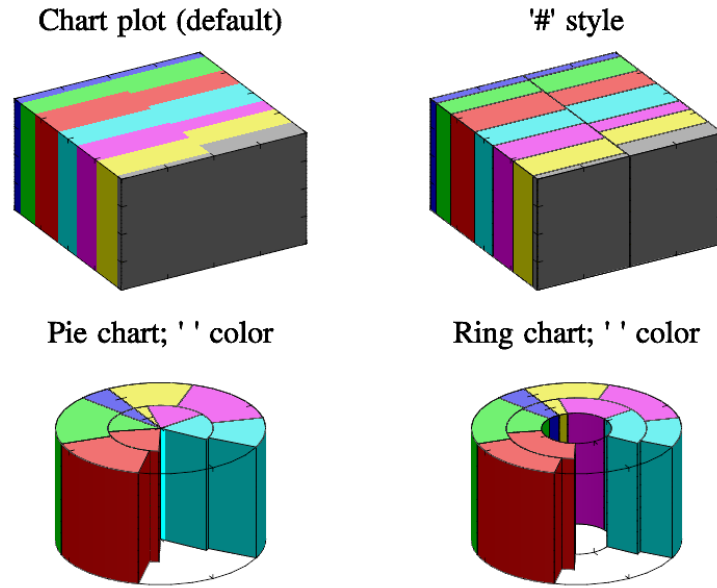 Chart plot (default)
'#' style
Pie chart; ' ' color
Ring chart; ' ' color